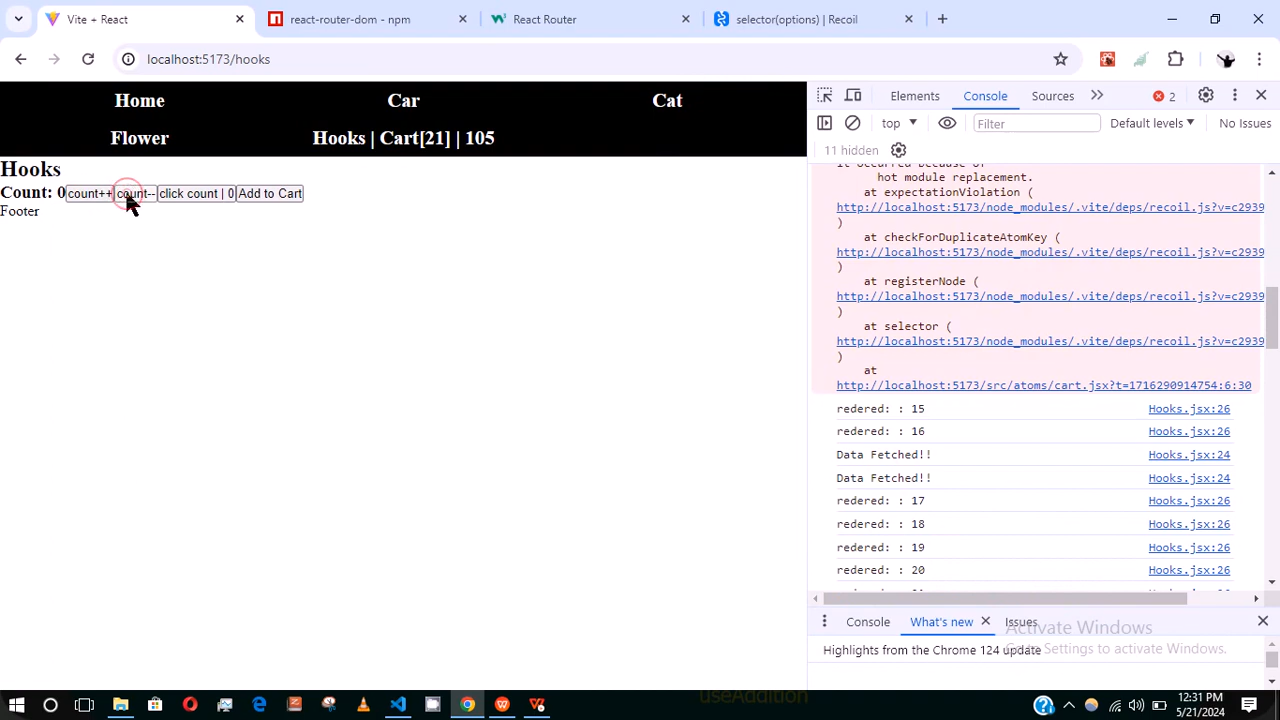 Vite + React
react-router-dom - npm
React Router
selector(options) | Recoil
localhost:5173/hooks
Home
Car
Cat
Flower
Hooks | Cart[21] | 105
Hooks
Count: 0
count++
count--
click count | 0
Add to Cart
Footer
Elements
Console
Sources
2
top
Filter
Default levels
No Issues
11 hidden
it occurred because of
hot module replacement.
at expectationViolation (
http://localhost:5173/node_modules/.vite/deps/recoil.js?v=c2939
)
at checkForDuplicateAtomKey (
http://localhost:5173/node_modules/.vite/deps/recoil.js?v=c2939
)
at registerNode (
http://localhost:5173/node_modules/.vite/deps/recoil.js?v=c2939
)
at selector (
http://localhost:5173/node_modules/.vite/deps/recoil.js?v=c2939
)
at
http://localhost:5173/src/atoms/cart.jsx?t=1716290914754:6:30
redered: : 15 Hooks.jsx:26
redered: : 16 Hooks.jsx:26
Data Fetched!! Hooks.jsx:24
Data Fetched!! Hooks.jsx:24
redered: : 17 Hooks.jsx:26
redered: : 18 Hooks.jsx:26
redered: : 19 Hooks.jsx:26
redered: : 20 Hooks.jsx:26
Console
What's new
Issues
Activate Windows
Go to Settings to activate Windows.
Highlights from the Chrome 124 update
useAddition
12:31 PM
5/21/2024